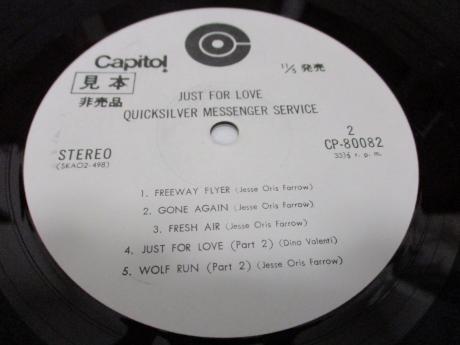 Capitol
見本
非売品
11/5 発売
JUST FOR LOVE
QUICKSILVER MESSENGER SERVICE
STEREO
(SKAO2-498)
2
CP-80082
33⅓ r. p. m.
1. FREEWAY FLYER (Jesse Oris Farrow)
2. GONE AGAIN (Jesse Oris Farrow)
3. FRESH AIR (Jesse Oris Farrow)
4. JUST FOR LOVE (Part 2) (Dino Valenti)
5. WOLF RUN (Part 2) (Jesse Oris Farrow)